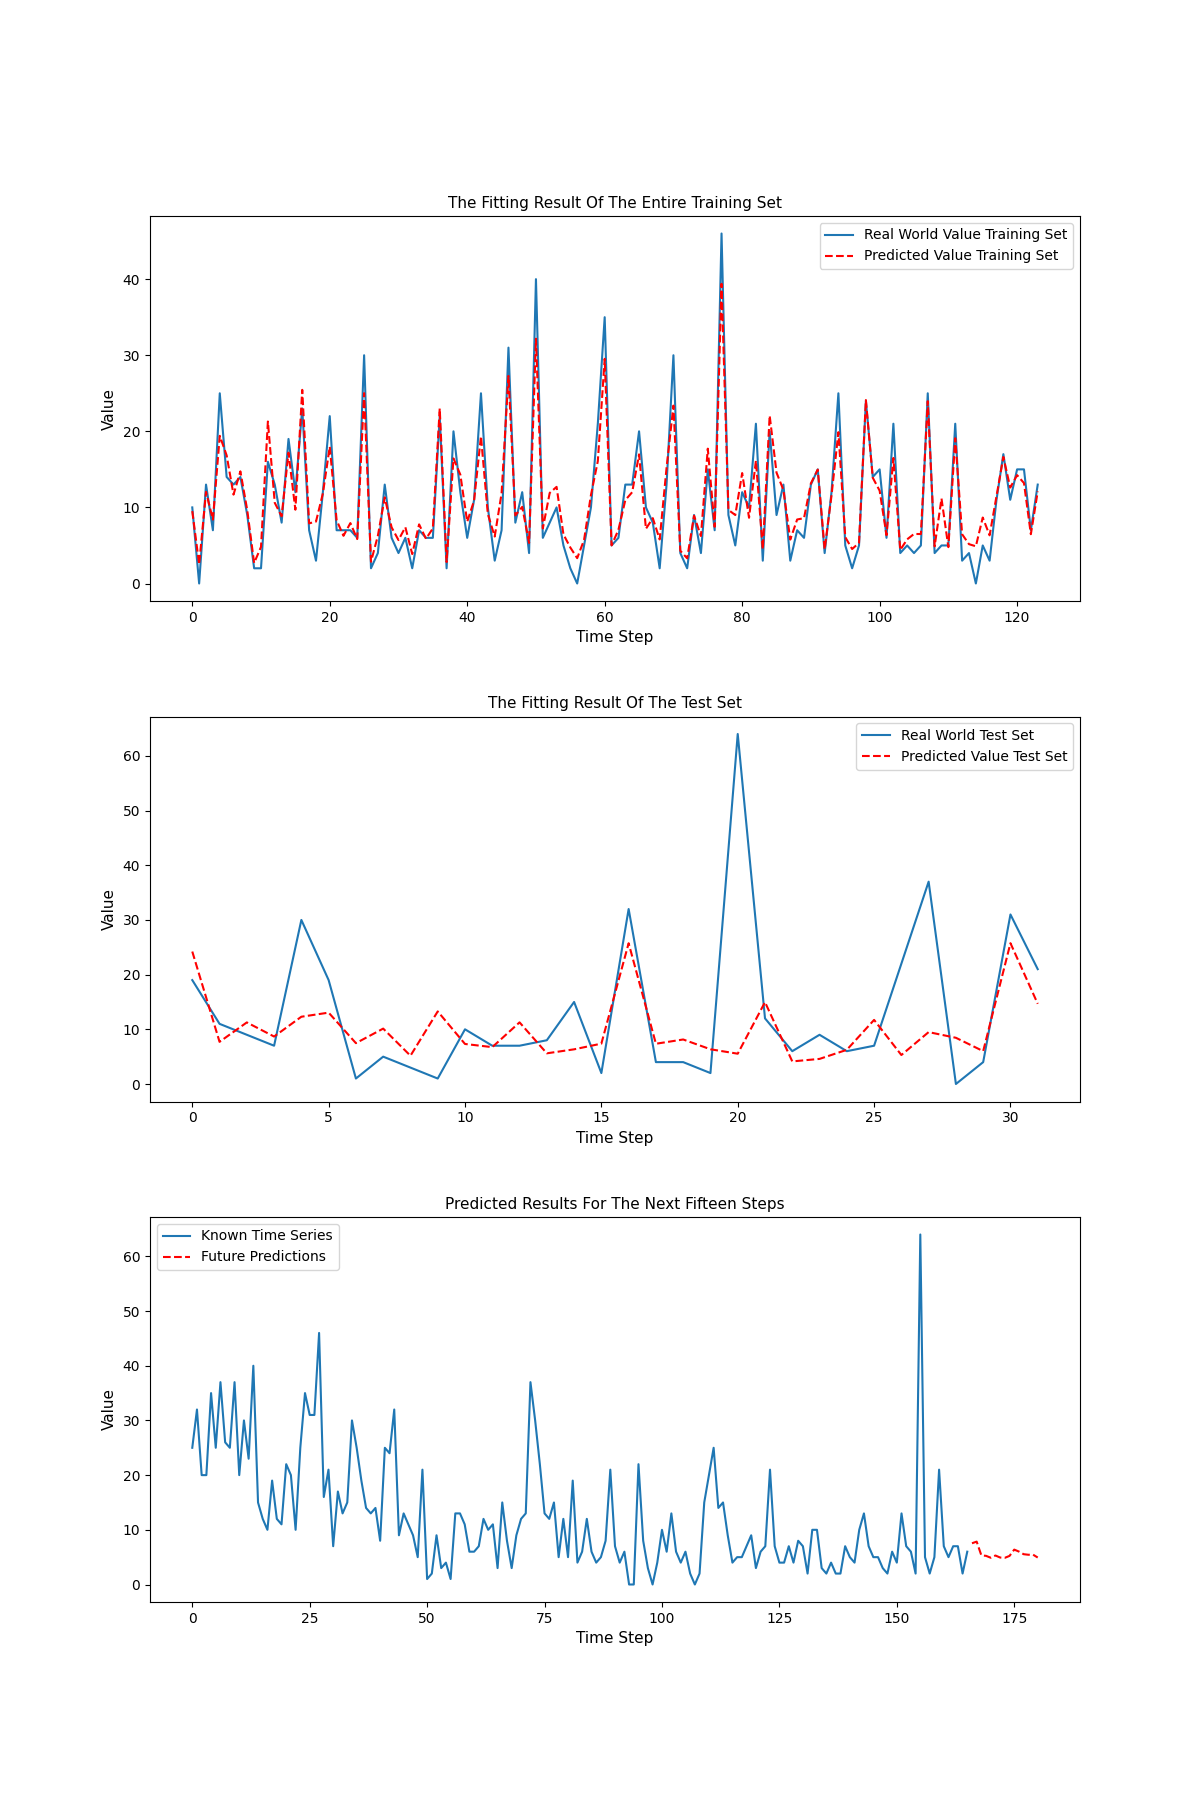 The Fitting Result Of The Entire Training Set
Real World Value Training Set
Predicted Value Training Set
Value
40
30
20
10
0
0 20 40 60 80 100 120
Time Step
The Fitting Result Of The Test Set
Real World Test Set
Predicted Value Test Set
Value
60
50
40
30
20
10
0
0 5 10 15 20 25 30
Time Step
Predicted Results For The Next Fifteen Steps
Known Time Series
Future Predictions
Value
60
50
40
30
20
10
0
0 25 50 75 100 125 150 175
Time Step